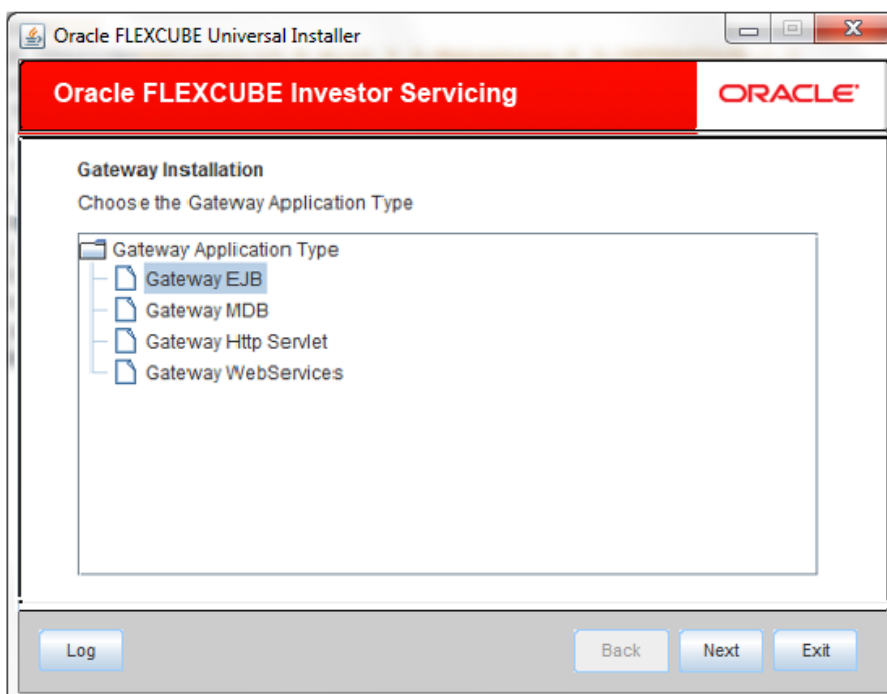 Oracle FLEXCUBE Universal Installer
Oracle FLEXCUBE Investor Servicing
ORACLE
Gateway Installation
Choose the Gateway Application Type
Gateway Application Type
Gateway EJB
Gateway MDB
Gateway Http Servlet
Gateway WebServices
Log
Back
Next
Exit